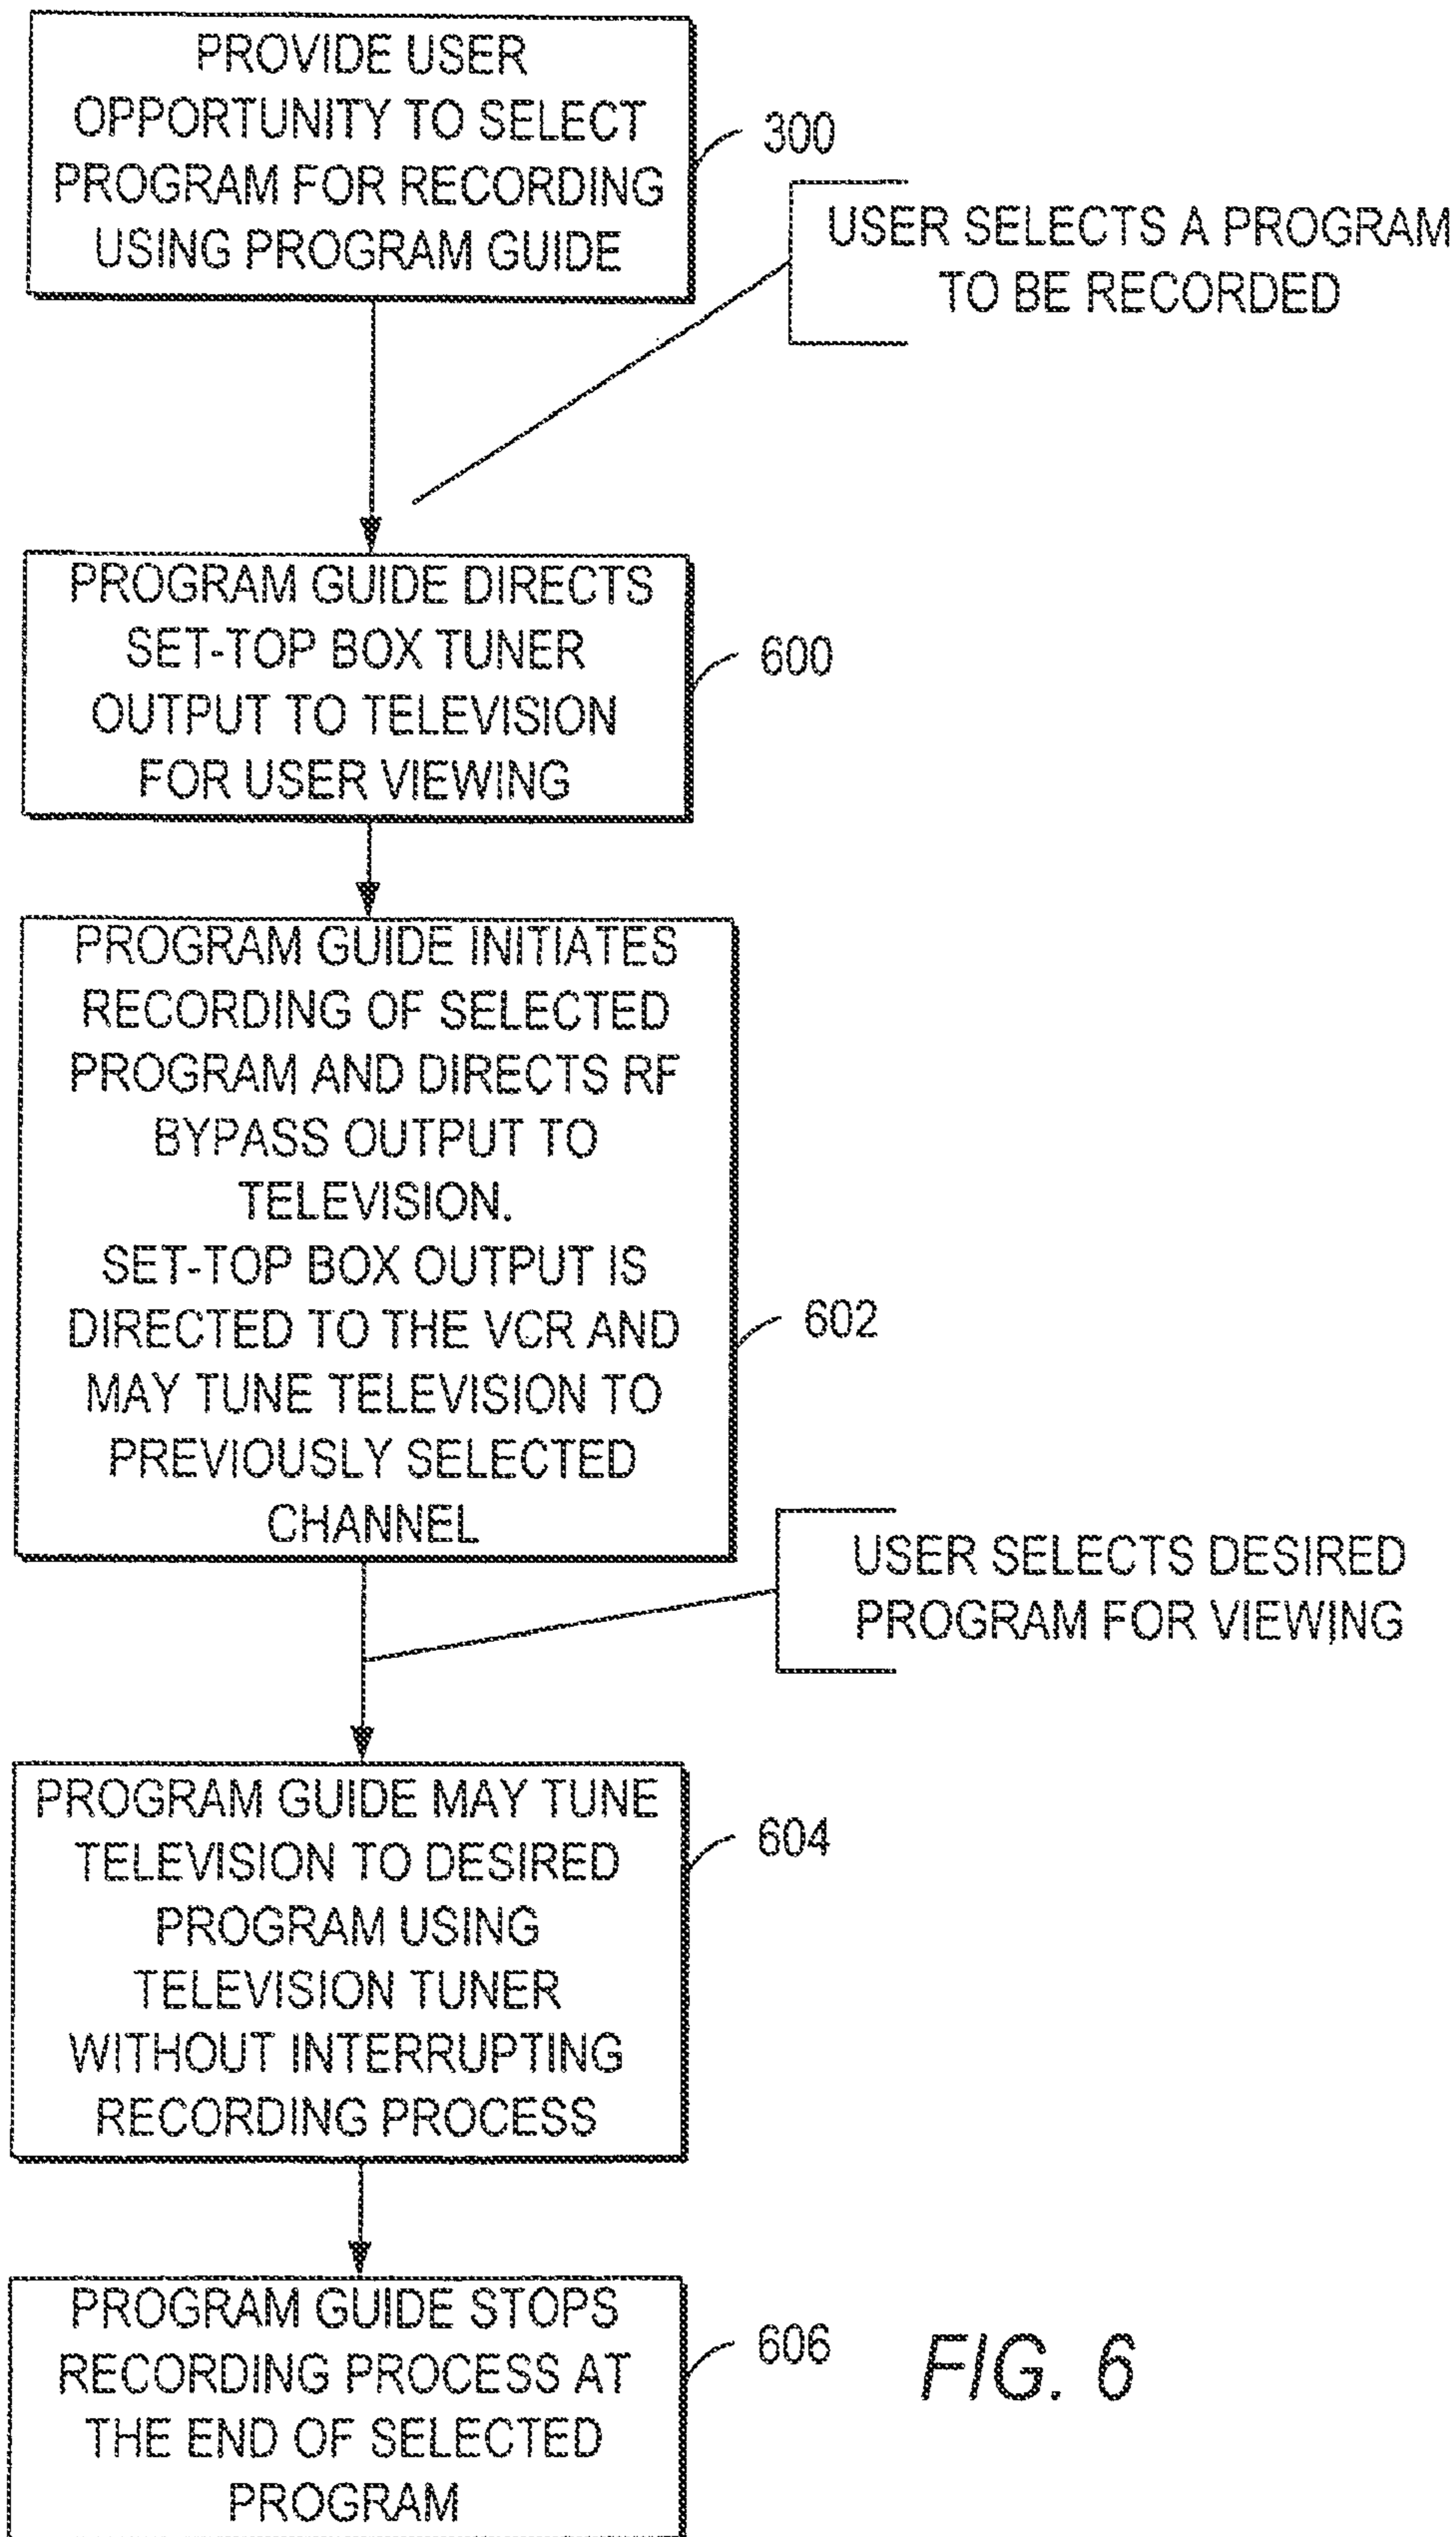 PROVIDE USER
OPPORTUNITY TO SELECT
PROGRAM FOR RECORDING
USING PROGRAM GUIDE
300
USER SELECTS A PROGRAM
TO BE RECORDED
PROGRAM GUIDE DIRECTS
SET-TOP BOX TUNER
OUTPUT TO TELEVISION
FOR USER VIEWING
600
PROGRAM GUIDE INITIATES
RECORDING OF SELECTED
PROGRAM AND DIRECTS RF
BYPASS OUTPUT TO
TELEVISION.
SET-TOP BOX OUTPUT IS
DIRECTED TO THE VCR AND
MAY TUNE TELEVISION TO
PREVIOUSLY SELECTED
CHANNEL
602
USER SELECTS DESIRED
PROGRAM FOR VIEWING
PROGRAM GUIDE MAY TUNE
TELEVISION TO DESIRED
PROGRAM USING
TELEVISION TUNER
WITHOUT INTERRUPTING
RECORDING PROCESS
604
PROGRAM GUIDE STOPS
RECORDING PROCESS AT
THE END OF SELECTED
PROGRAM
606
FIG. 6